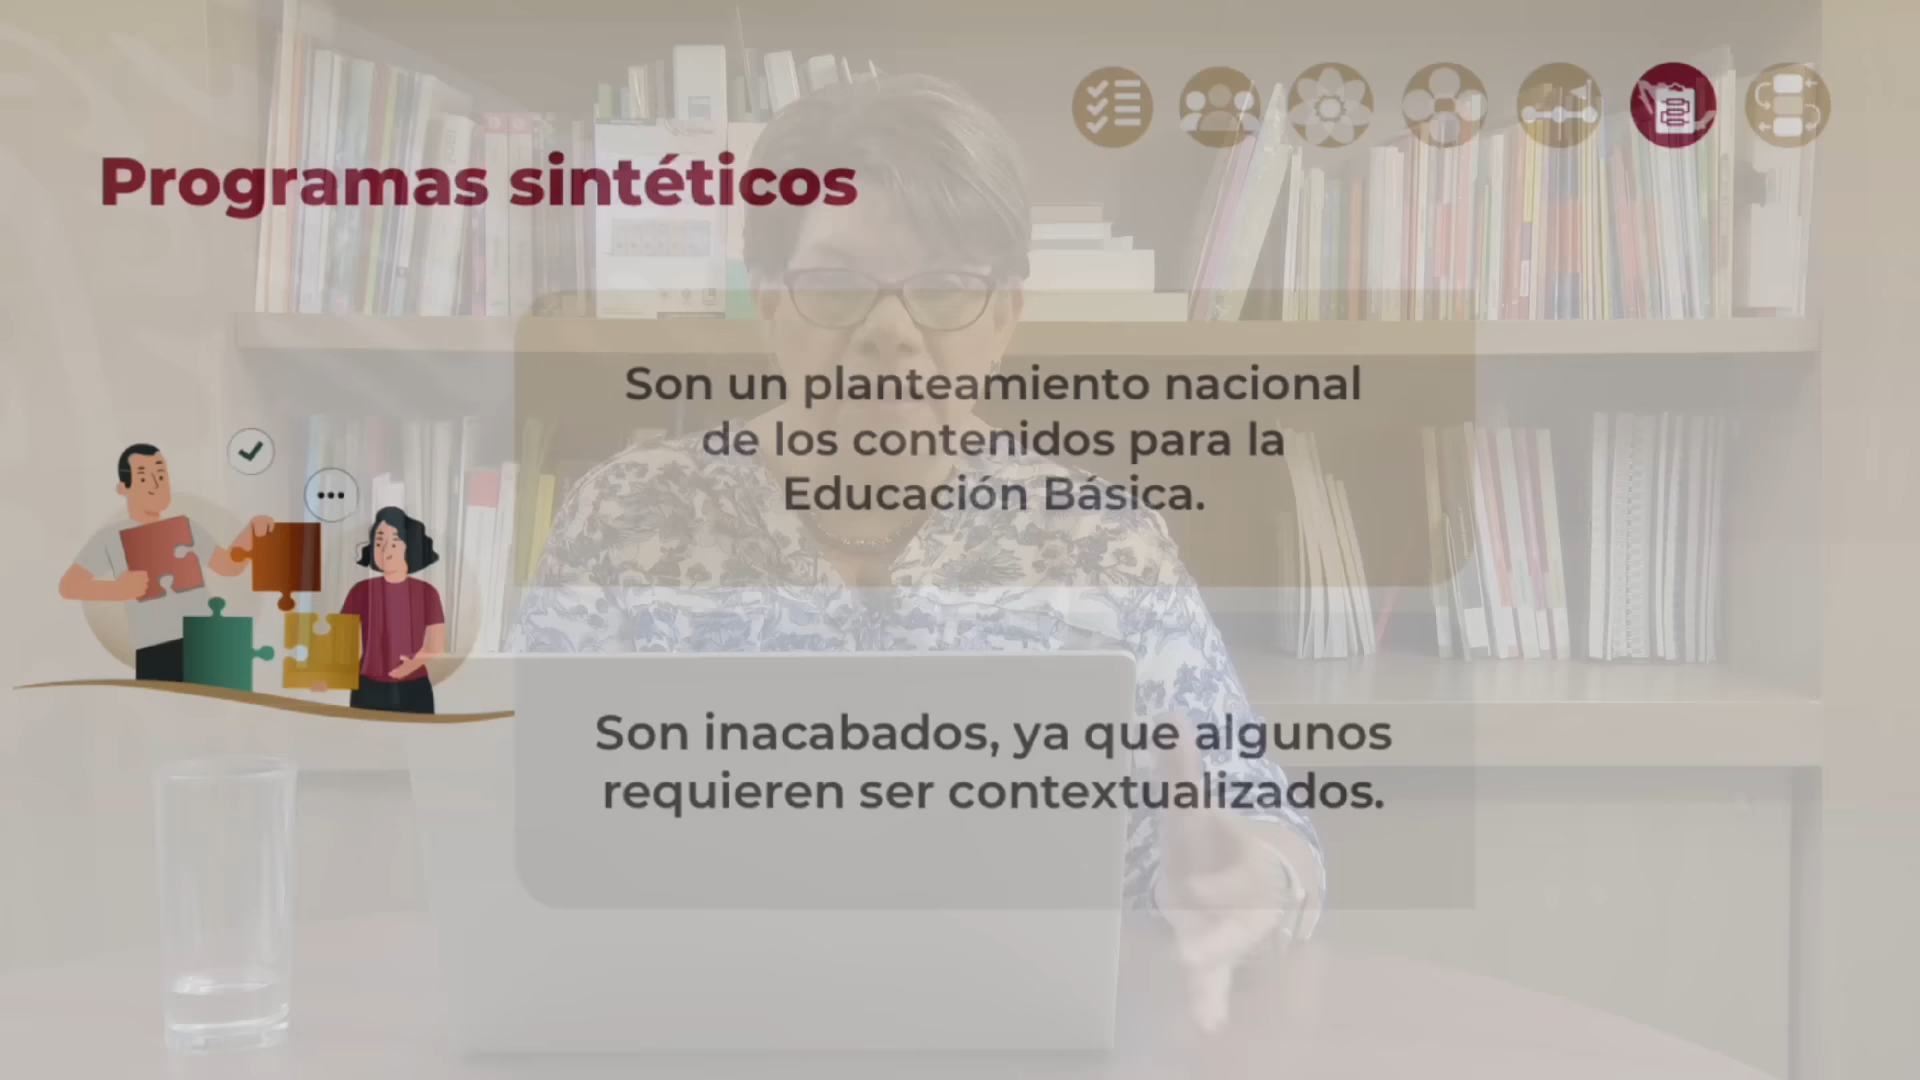 Programas sintéticos
Son un planteamiento nacional
de los contenidos para la
Educación Básica.
Son inacabados, ya que algunos
requieren ser contextualizados.